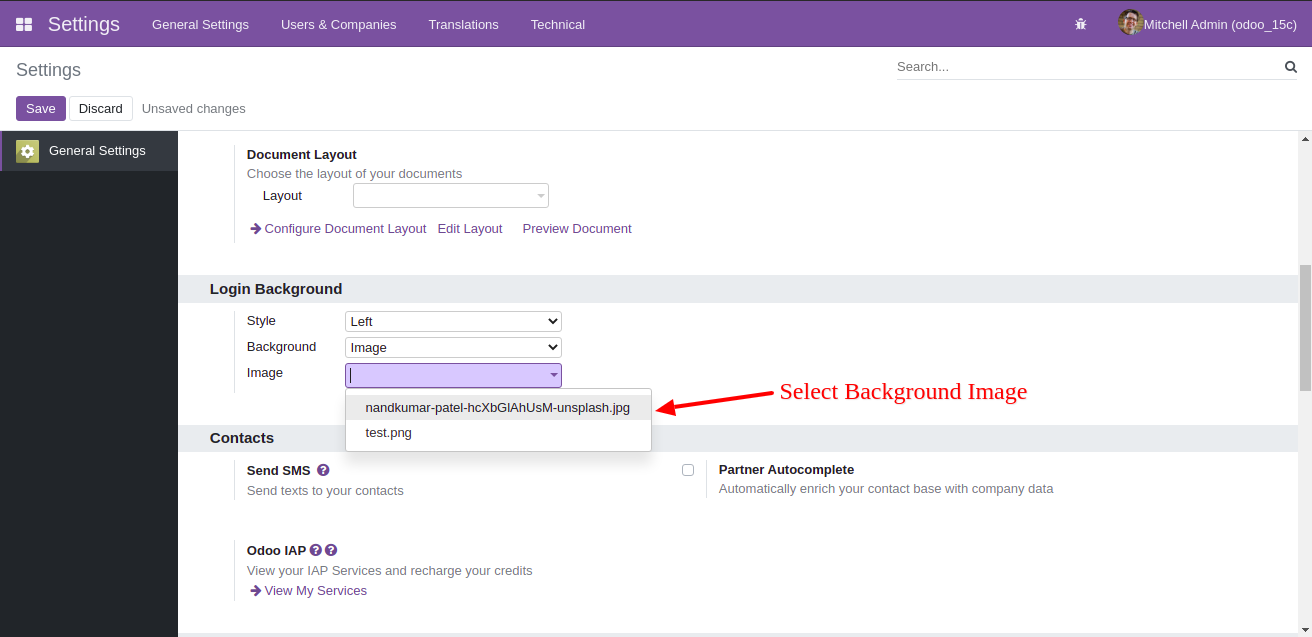 Settings General Settings Users & Companies Translations Technical Mitchell Admin (odoo_15c)
Settings Search...
Save Discard Unsaved changes
General Settings
Document Layout
Choose the layout of your documents
Layout
Configure Document Layout Edit Layout Preview Document
Login Background
Style Left
Background Image
Image
Select Background Image
nandkumar-patel-hcXbGlAhUsM-unsplash.jpg
test.png
Contacts
Send SMS ?
Send texts to your contacts
Partner Autocomplete
Automatically enrich your contact base with company data
Odoo IAP ? ?
View your IAP Services and recharge your credits
View My Services